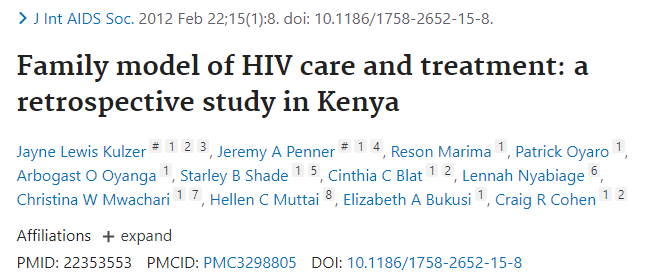 J Int AIDS Soc. 2012 Feb 22;15(1):8. doi: 10.1186/1758-2652-15-8.
Family model of HIV care and treatment: a
retrospective study in Kenya
Jayne Lewis Kulzer # 1 2 3, Jeremy A Penner # 1 4, Reson Marima 1, Patrick Oyaro 1,
Arbogast O Oyanga 1, Starley B Shade 1 5, Cinthia C Blat 1 2, Lennah Nyabiage 6,
Christina W Mwachari 1 7, Hellen C Muttai 8, Elizabeth A Bukusi 1, Craig R Cohen 1 2
Affiliations + expand
PMID: 22353553 PMCID: PMC3298805 DOI: 10.1186/1758-2652-15-8